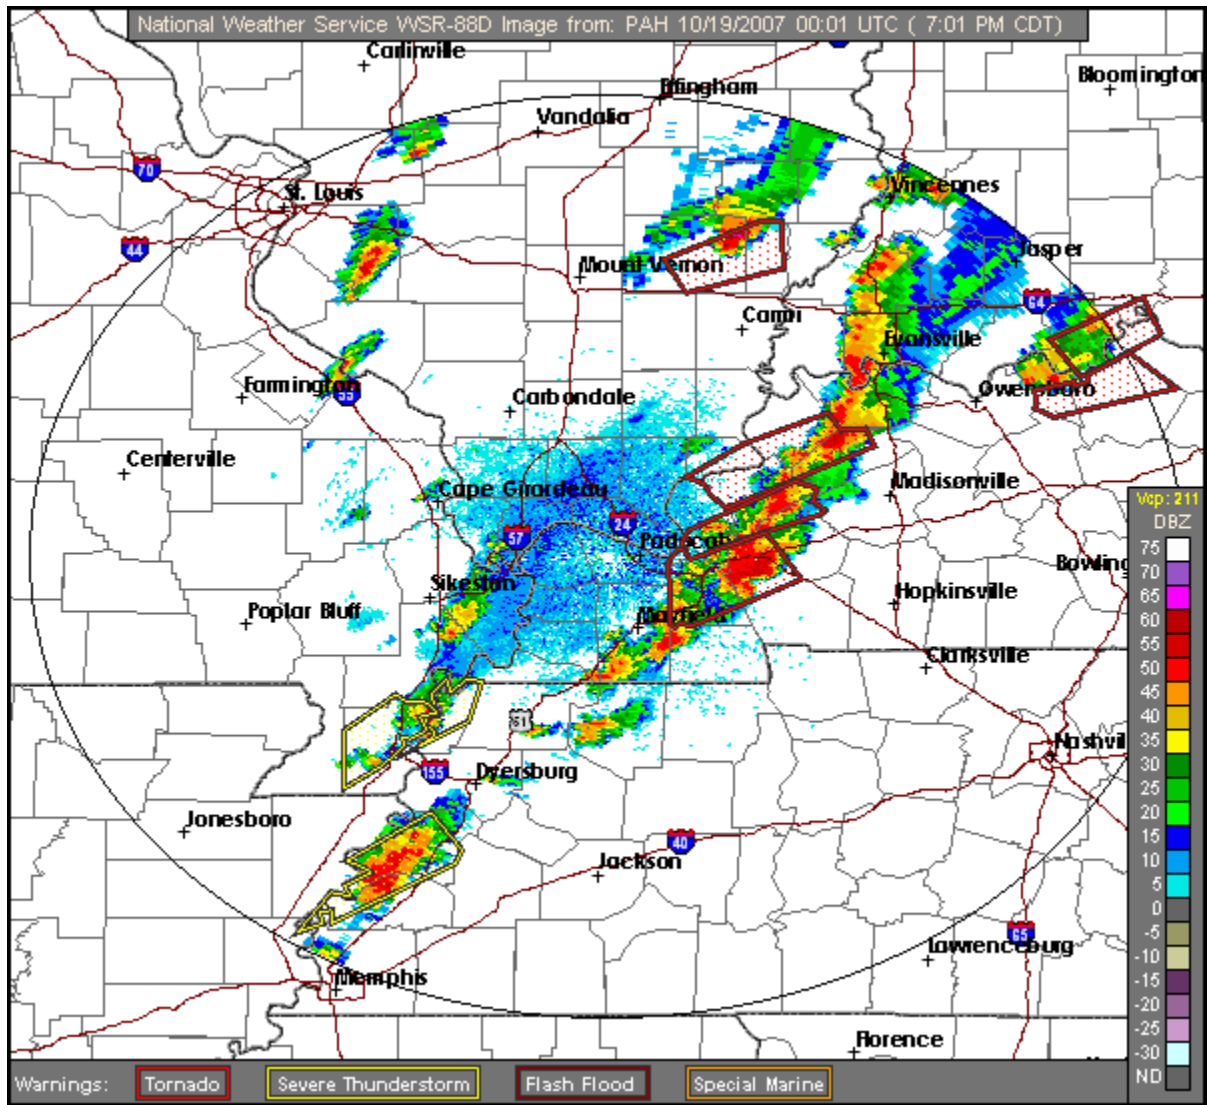 National Weather Service WSR-88D Image from: PAH 10/19/2007 00:01 UTC ( 7:01 PM CDT)
Carlinville
Bloomington
Effingham
Vandalia
70
St. Louis
Vincennes
44
Mount Vernon
Jasper
64
Carmi
Evansville
Farmington
55
Carbondale
Owensboro
Centerville
Cape Girardeau
Madisonville
57
24
Paducah
Sikeston
Poplar Bluff
Mayfield
Hopkinsville
Bowling
Clarksville
61
Nashvil
155
Dyersburg
Jonesboro
40
Jackson
65
Lawrenceburg
Memphis
Florence
Vcp: 211
DBZ
75
70
65
60
55
50
45
40
35
30
25
20
15
10
5
0
-5
-10
-15
-20
-25
-30
ND
Warnings: Tornado Severe Thunderstorm Flash Flood Special Marine